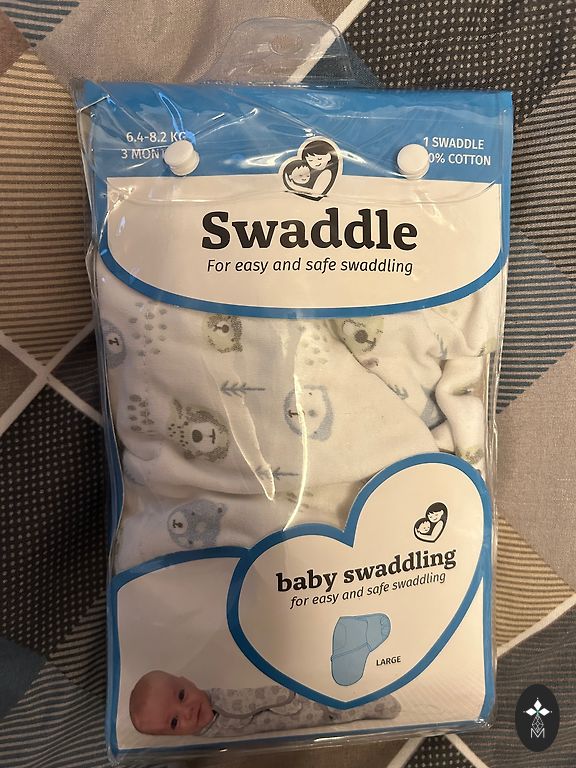 6.4-8.2 KG
3 MONT
1 SWADDLE
0% COTTON
Swaddle
For easy and safe swaddling
baby swaddling
for easy and safe swaddling
LARGE
M